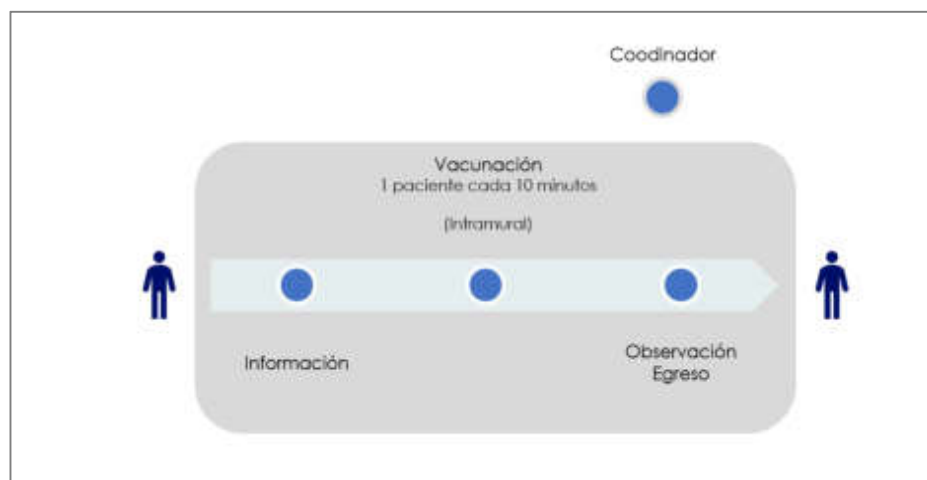 Coodinador
Vacunación
1 paciente cada 10 minutos
(Intramural)
Información
Observación
Egreso